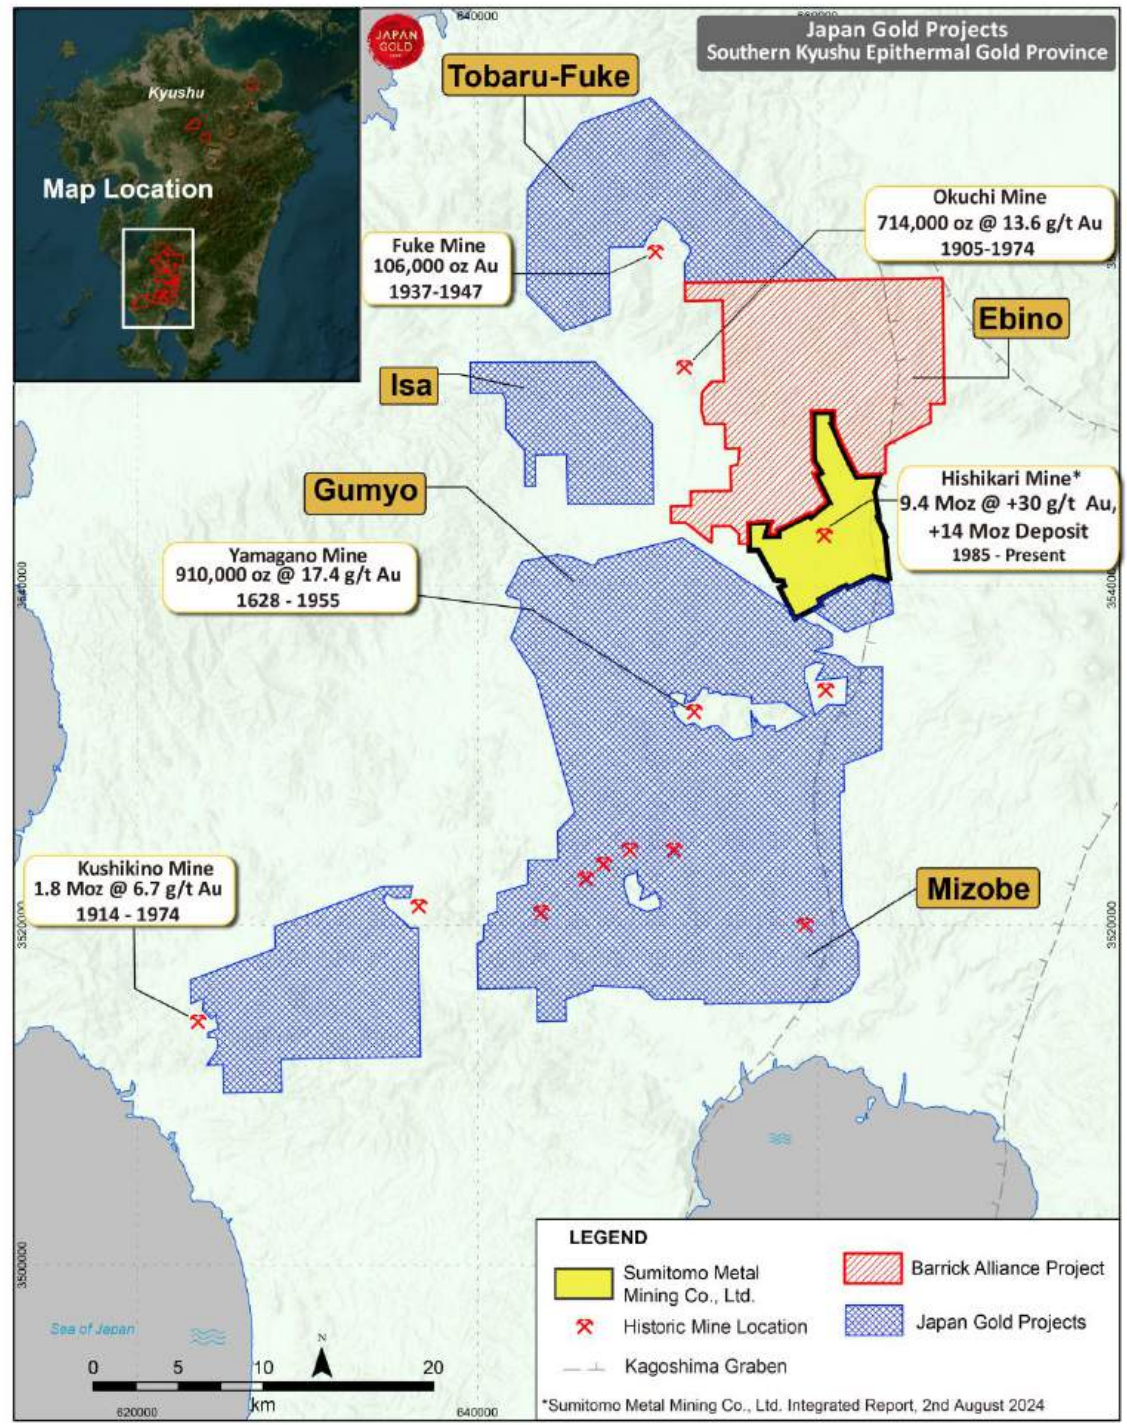 640000
JAPAN
GOLD
Japan Gold Projects
Southern Kyushu Epithermal Gold Province
Kyushu
Map Location
Tobaru-Fuke
Okuchi Mine
714,000 oz @ 13.6 g/t Au
1905-1974
Fuke Mine
106,000 oz Au
1937-1947
Ebino
Isa
Gumyo
Hishikari Mine*
9.4 Moz @ +30 g/t Au,
+14 Moz Deposit
1985 - Present
Yamagano Mine
910,000 oz @ 17.4 g/t Au
1628 - 1955
3540000
3540000
Kushikino Mine
1.8 Moz @ 6.7 g/t Au
1914 - 1974
Mizobe
3520000
3520000
3500000
LEGEND
Sumitomo Metal
Mining Co., Ltd.
Barrick Alliance Project
Historic Mine Location
Japan Gold Projects
Kagoshima Graben
Sea of Japan
N
0 5 10 20
km
*Sumitomo Metal Mining Co., Ltd. Integrated Report, 2nd August 2024
620000
640000